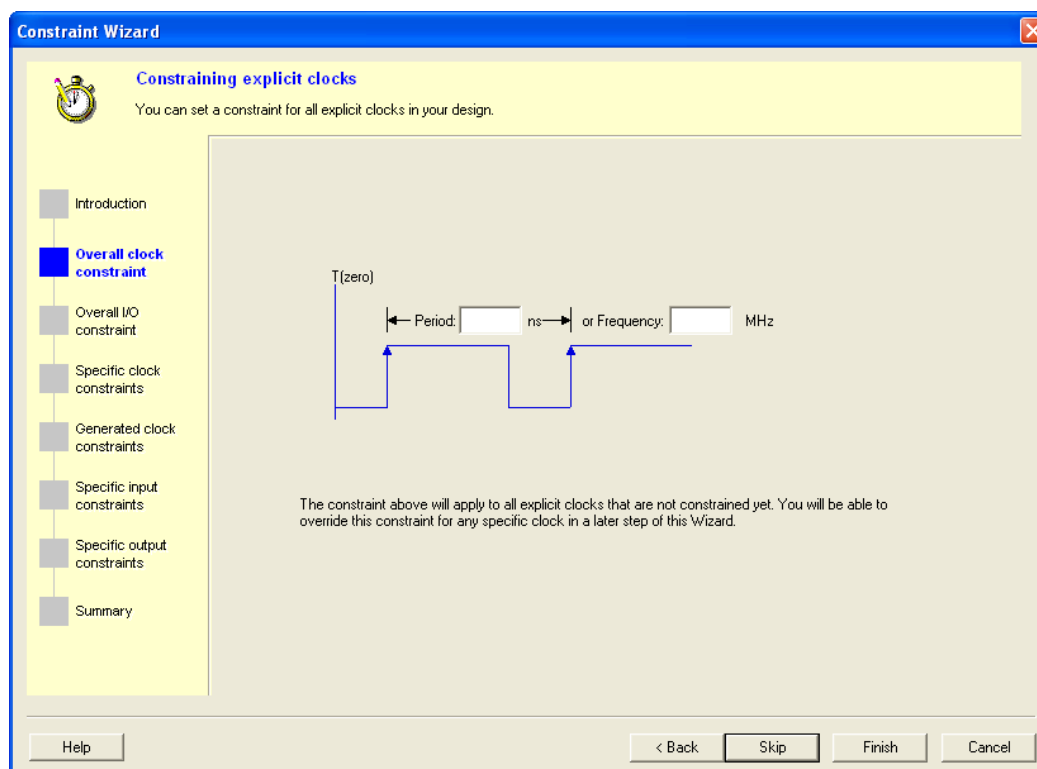 Constraint Wizard
Constraining explicit clocks
You can set a constraint for all explicit clocks in your design.
Introduction
Overall clock
constraint
Overall I/O
constraint
Specific clock
constraints
Generated clock
constraints
Specific input
constraints
Specific output
constraints
Summary
T(zero)
Period: ns or Frequency: MHz
The constraint above will apply to all explicit clocks that are not constrained yet. You will be able to
override this constraint for any specific clock in a later step of this Wizard.
Help < Back Skip Finish Cancel